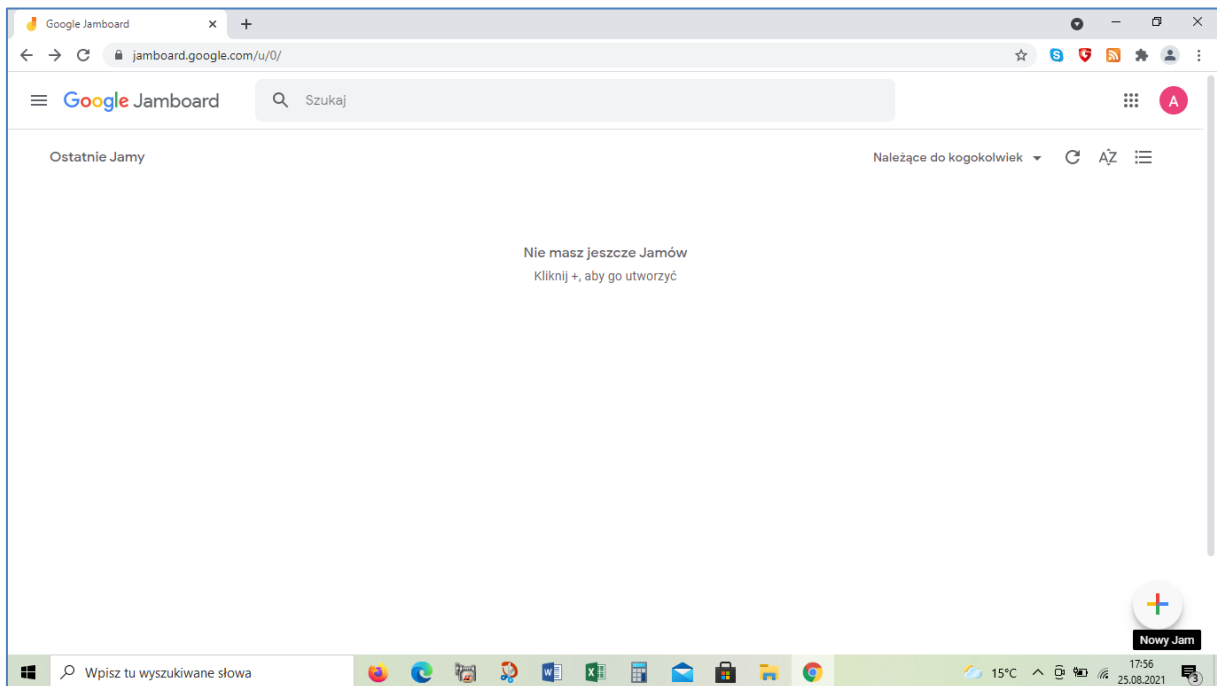 Google Jamboard
jamboard.google.com/u/0/
Google Jamboard
Szukaj
A
Ostatnie Jamy
Należące do kogokolwiek
AZ
Nie masz jeszcze Jamów
Kliknij +, aby go utworzyć
Nowy Jam
Wpisz tu wyszukiwane słowa
15°C
17:56
25.08.2021
3